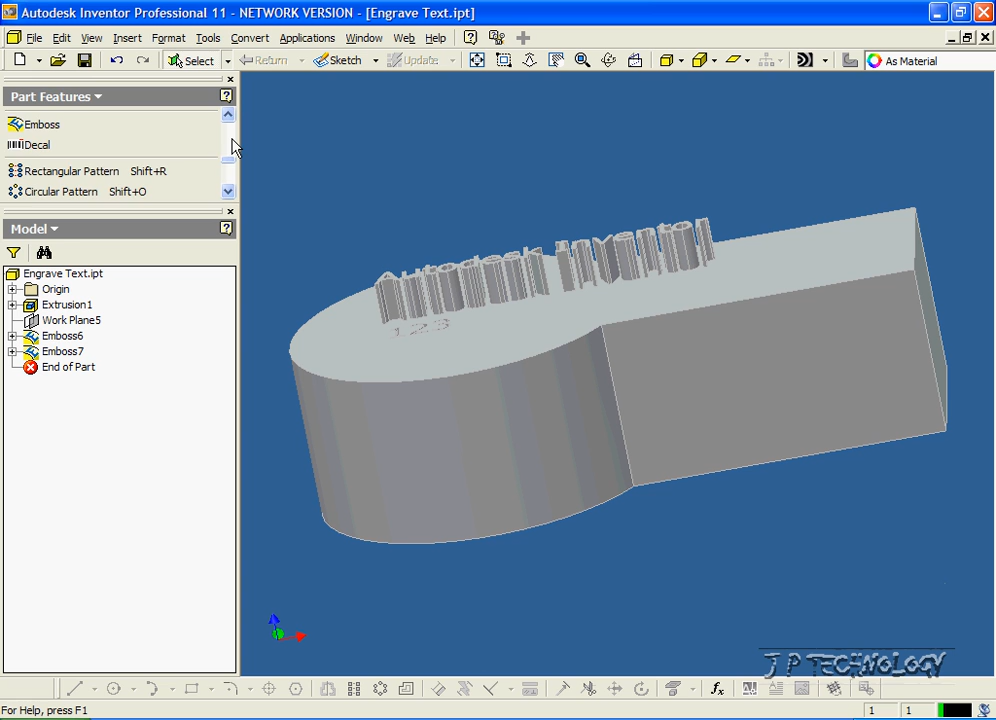 Autodesk Inventor Professional 11 - NETWORK VERSION - [Engrave Text.ipt]
File Edit View Insert Format Tools Convert Applications Window Web Help
Select Return Sketch Update As Material
Part Features
Emboss
Decal
Rectangular Pattern Shift+R
Circular Pattern Shift+O
Model
Engrave Text.ipt
Origin
Extrusion1
Work Plane5
Emboss6
Emboss7
End of Part
Autodesk Inventor
123
J P TECHNOLOGY
For Help, press F1
1 1